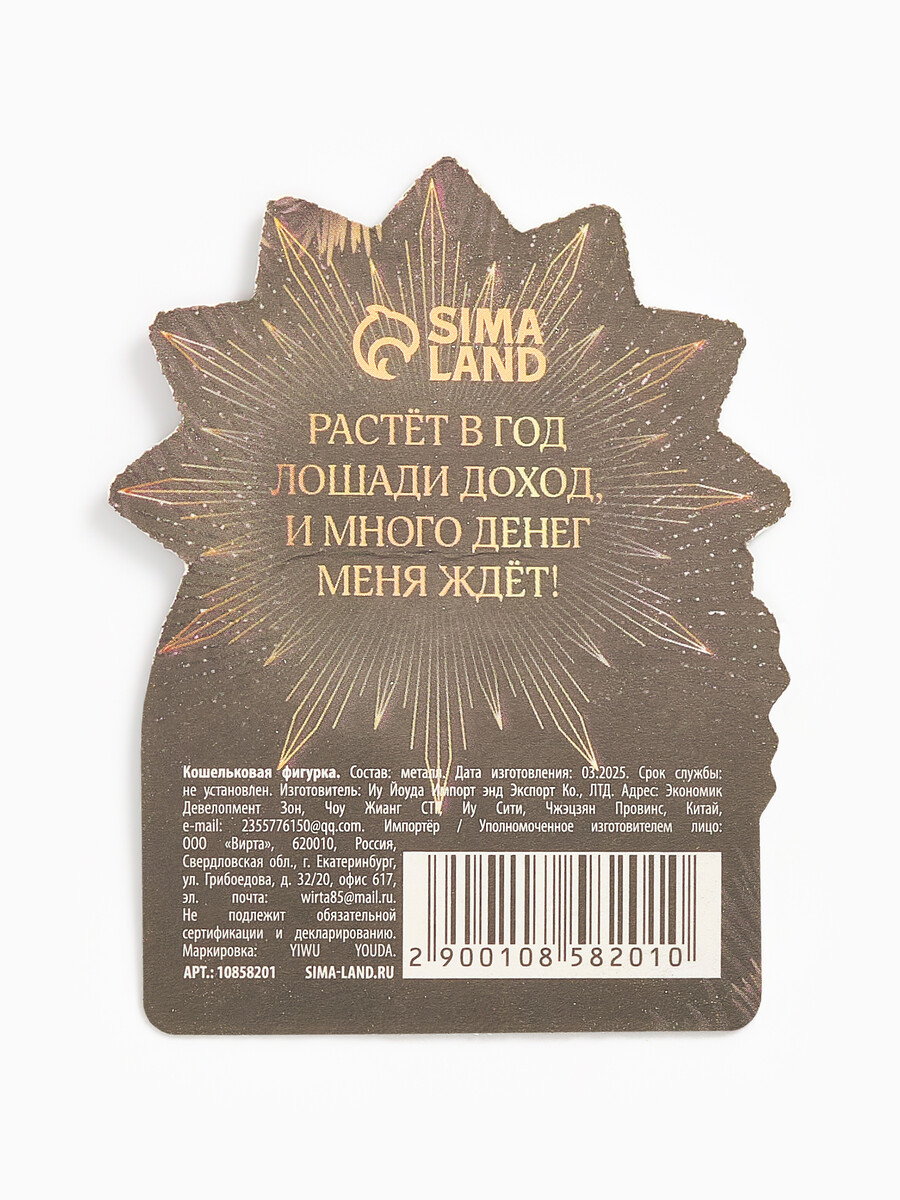 SIMA
LAND
РАСТЁТ В ГОД
ЛОШАДИ ДОХОД,
И МНОГО ДЕНЕГ
МЕНЯ ЖДЁТ!
Кошельковая фигурка. Состав: металл. Дата изготовления: 03.2025. Срок службы:
не установлен. Изготовитель: Иу Йоуда Импорт энд Экспорт Ко., ЛТД. Адрес: Экономик
Девелопмент Зон, Чоу Жианг СТР, Иу Сити, Чжэцзян Провинс, Китай,
e-mail: 2355776150@qq.com. Импортёр / Уполномоченное изготовителем лицо:
ООО «Вирта», 620010, Россия,
Свердловская обл., г. Екатеринбург,
ул. Грибоедова, д. 32/20, офис 617,
эл. почта: wirta85@mail.ru.
Не подлежит обязательной
сертификации и декларированию.
Маркировка: YIWU YOUDA.
АРТ.: 10858201 SIMA-LAND.RU
2 900108 582010